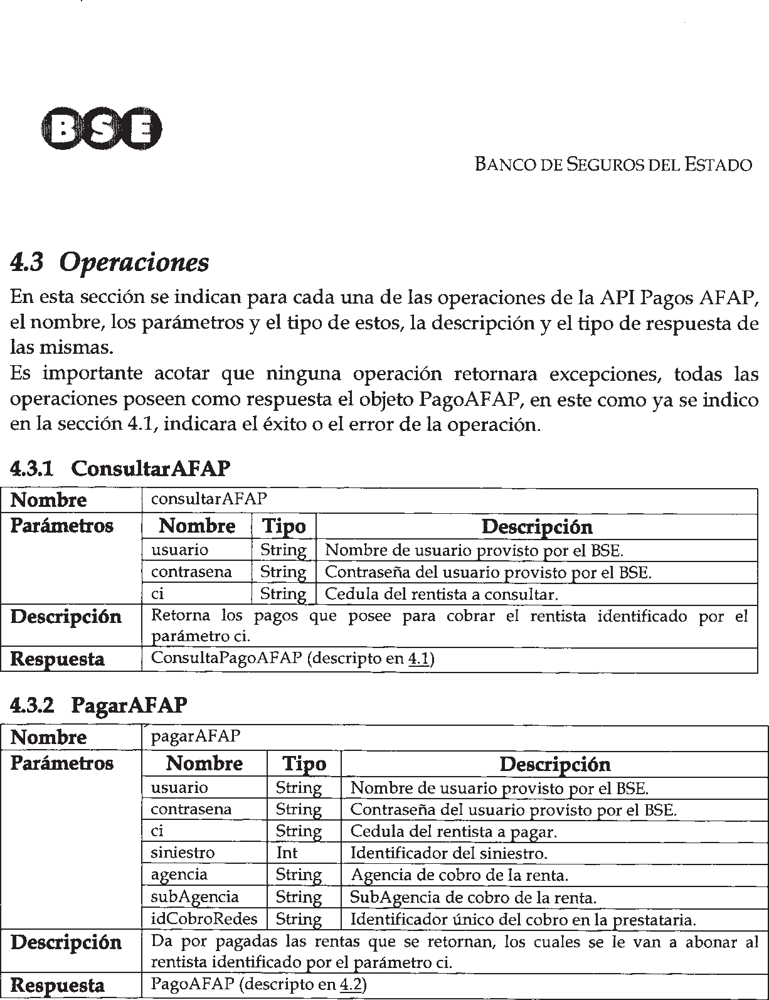 BSE
BANCO DE SEGUROS DEL ESTADO
4.3 Operaciones
En esta sección se indican para cada una de las operaciones de la API Pagos AFAP,
el nombre, los parámetros y el tipo de estos, la descripción y el tipo de respuesta de
las mismas.
Es importante acotar que ninguna operación retornara excepciones, todas las
operaciones poseen como respuesta el objeto PagoAFAP, en este como ya se indico
en la sección 4.1, indicara el éxito o el error de la operación.
4.3.1 ConsultarAFAP
Nombre consultarAFAP
Parámetros Nombre Tipo Descripción
usuario String Nombre de usuario provisto por el BSE.
contrasena String Contraseña del usuario provisto por el BSE.
ci String Cedula del rentista a consultar.
Descripción Retorna los pagos que posee para cobrar el rentista identificado por el
parámetro ci.
Respuesta ConsultaPagoAFAP (descripto en 4.1)
4.3.2 PagarAFAP
Nombre pagarAFAP
Parámetros Nombre Tipo Descripción
usuario String Nombre de usuario provisto por el BSE.
contrasena String Contraseña del usuario provisto por el BSE.
ci String Cedula del rentista a pagar.
siniestro Int Identificador del siniestro.
agencia String Agencia de cobro de la renta.
subAgencia String SubAgencia de cobro de la renta.
idCobroRedes String Identificador único del cobro en la prestataria.
Descripción Da por pagadas las rentas que se retornan, los cuales se le van a abonar al
rentista identificado por el parámetro ci.
Respuesta PagoAFAP (descripto en 4.2)